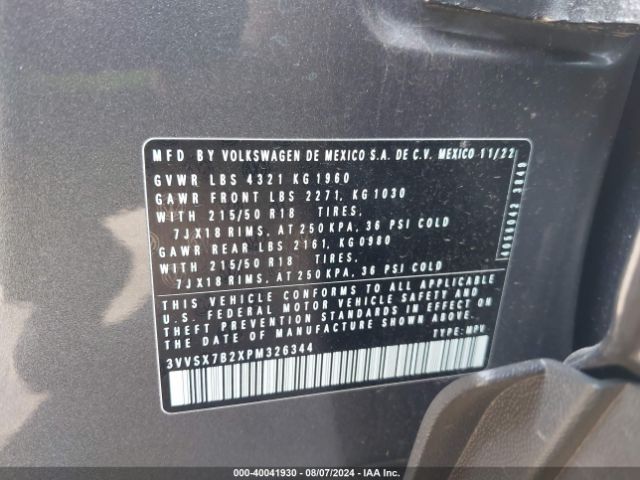 MFD BY VOLKSWAGEN DE MEXICO S.A. DE C.V. MEXICO 11/22
GVWR LBS 4321 KG 1960
GAWR FRONT LBS 2271, KG 1030
WITH 215/50 R18 TIRES,
7JX18 RIMS, AT 250 KPA, 36 PSI COLD
GAWR REAR LBS 2161, KG 0980
WITH 215/50 R18 TIRES,
7JX18 RIMS, AT 250 KPA, 36 PSI COLD
THIS VEHICLE CONFORMS TO ALL APPLICABLE
U.S. FEDERAL MOTOR VEHICLE SAFETY AND
THEFT PREVENTION STANDARDS IN EFFECT ON
THE DATE OF MANUFACTURE SHOWN ABOVE.
TYPE: MPV
3VVSX7B2XPM326344
000-40041930 - 08/07/2024 - IAA Inc.